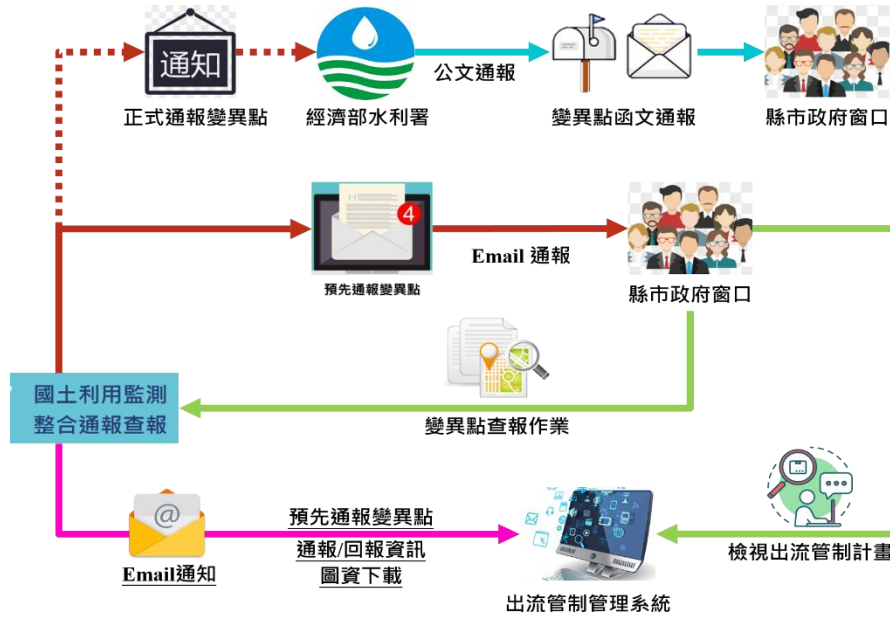 通知
正式通報變異點
經濟部水利署
公文通報
變異點函文通報
縣市政府窗口
4
預先通報變異點
Email 通報
縣市政府窗口
國土利用監測
整合通報查報
變異點查報作業
@
Email通知
預先通報變異點
通報/回報資訊
圖資下載
出流管制管理系統
檢視出流管制計畫